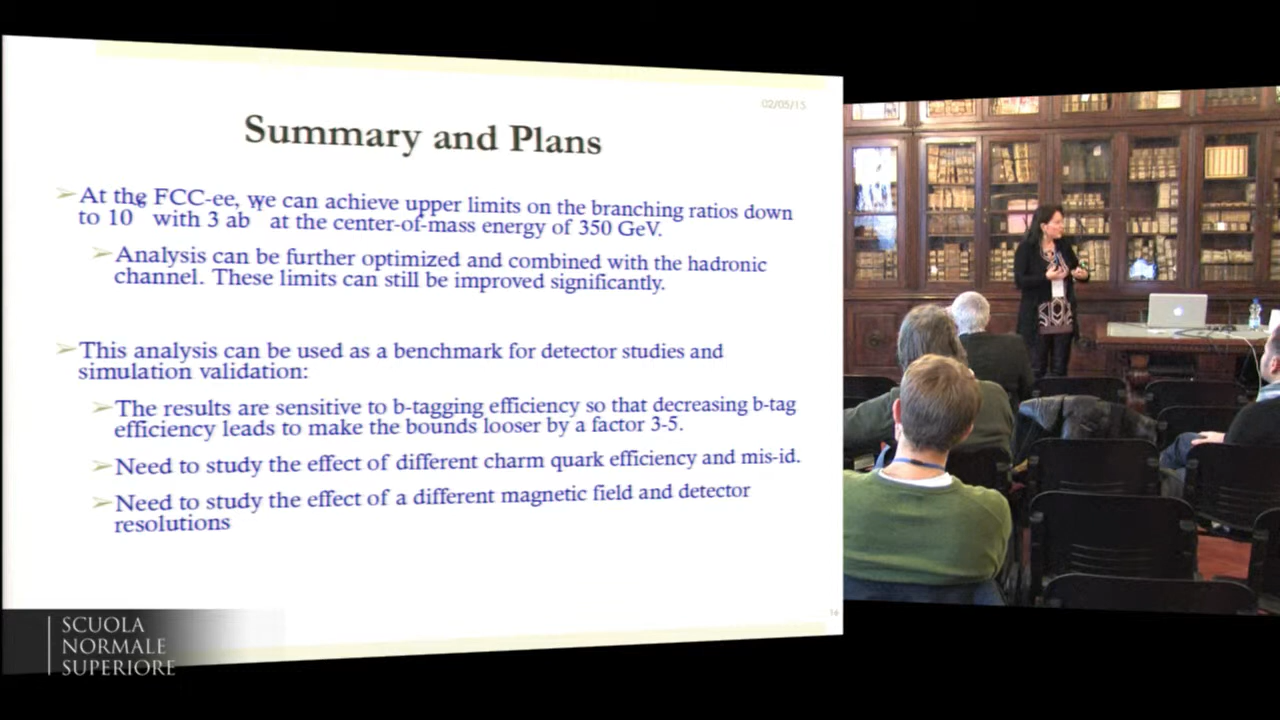 02/05/15
Summary and Plans
At the FCC-ee, we can achieve upper limits on the branching ratios down
to 10 with 3 ab at the center-of-mass energy of 350 GeV.
Analysis can be further optimized and combined with the hadronic
channel. These limits can still be improved significantly.
This analysis can be used as a benchmark for detector studies and
simulation validation:
The results are sensitive to b-tagging efficiency so that decreasing b-tag
efficiency leads to make the bounds looser by a factor 3-5.
Need to study the effect of different charm quark efficiency and mis-id.
Need to study the effect of a different magnetic field and detector
resolutions
16
SCUOLA
NORMALE
SUPERIORE